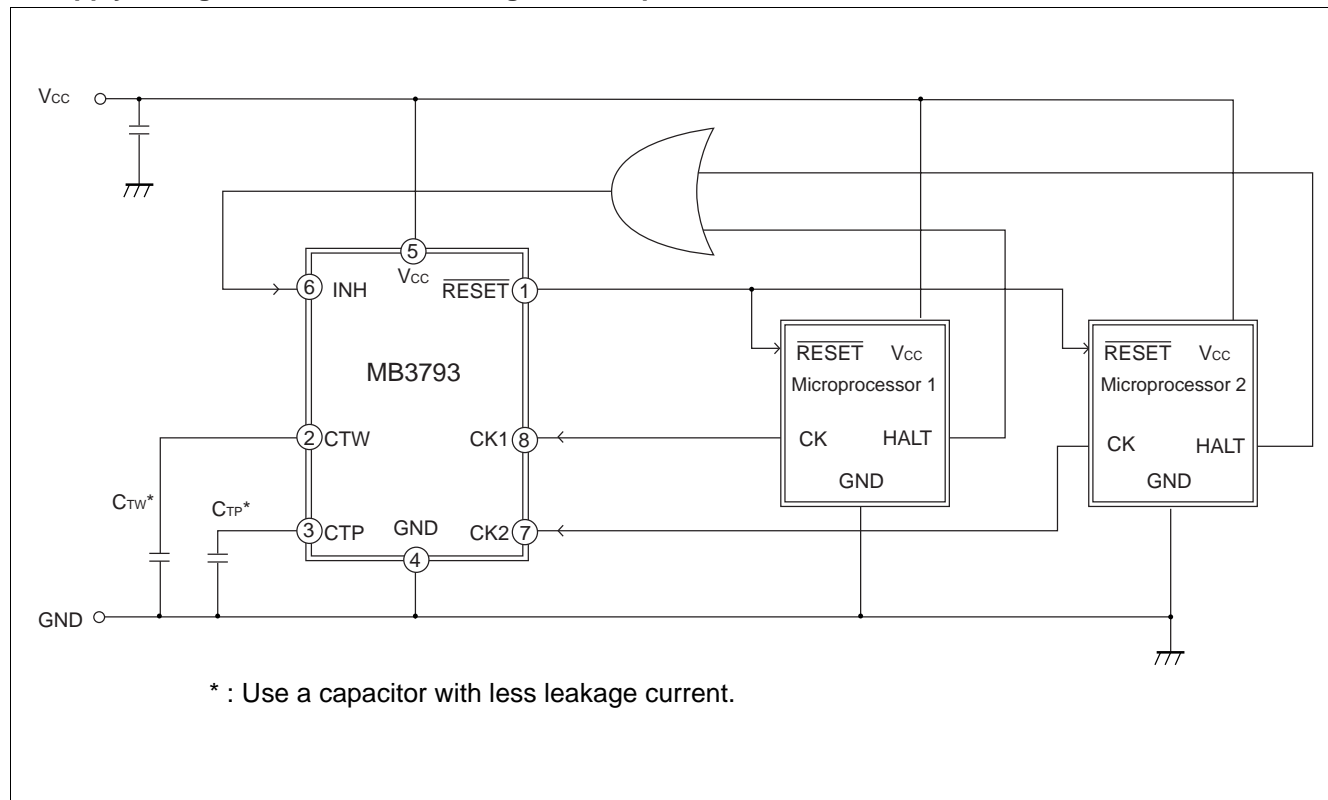 Vcc
5
Vcc
6 INH
RESET 1
MB3793
RESET Vcc
Microprocessor 1
RESET Vcc
Microprocessor 2
2 CTW
CK1 8
CK HALT
CK HALT
GND
GND
CTW*
CTP*
3 CTP
GND
CK2 7
4
GND
* : Use a capacitor with less leakage current.